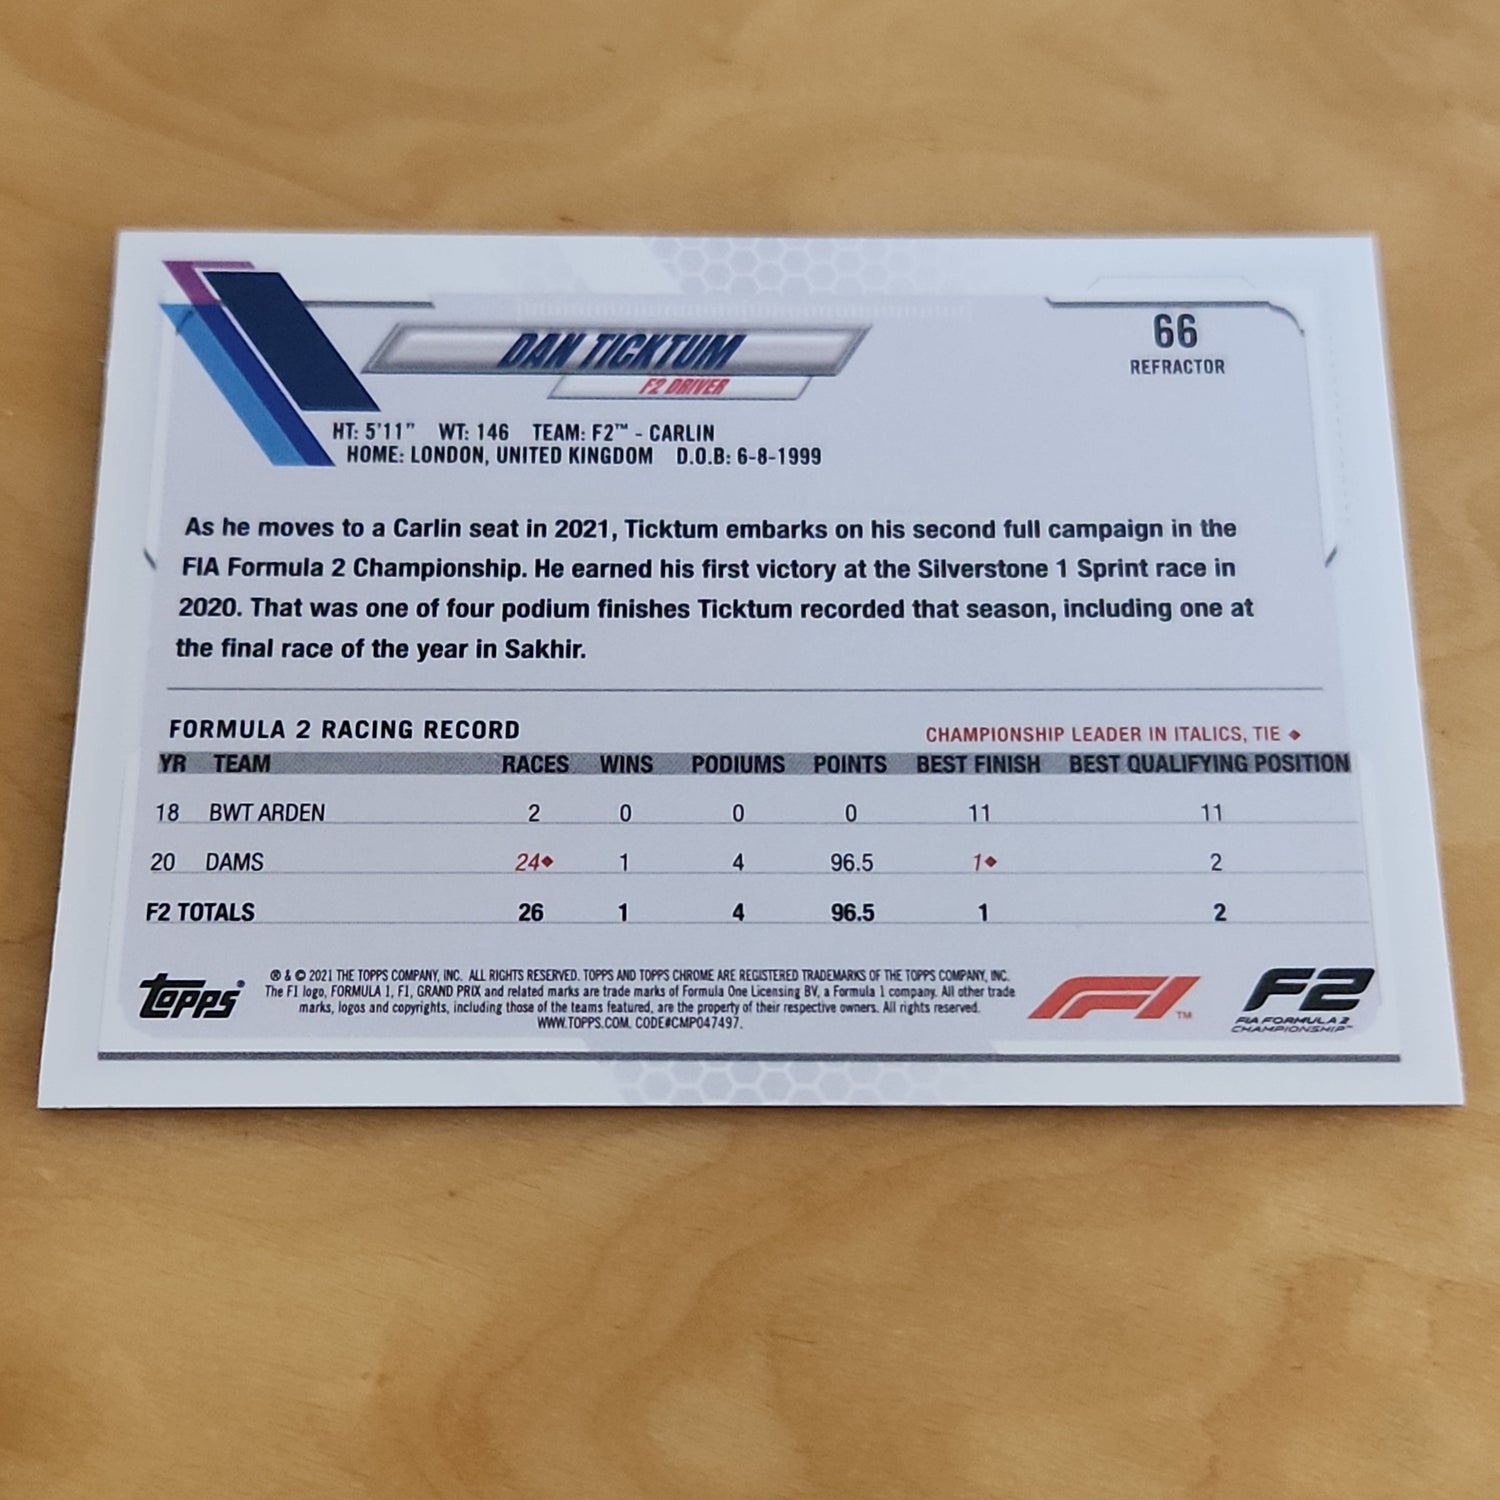 66
REFRACTOR
DAN TICKTUM
F2 DRIVER
HT: 5'11" WT: 146 TEAM: F2™ - CARLIN
HOME: LONDON, UNITED KINGDOM D.O.B: 6-8-1999
As he moves to a Carlin seat in 2021, Ticktum embarks on his second full campaign in the
FIA Formula 2 Championship. He earned his first victory at the Silverstone 1 Sprint race in
2020. That was one of four podium finishes Ticktum recorded that season, including one at
the final race of the year in Sakhir.
FORMULA 2 RACING RECORD CHAMPIONSHIP LEADER IN ITALICS, TIE ◆
YR TEAM RACES WINS PODIUMS POINTS BEST FINISH BEST QUALIFYING POSITION
18 BWT ARDEN 2 0 0 0 11 11
20 DAMS 24◆ 1 4 96.5 1◆ 2
F2 TOTALS 26 1 4 96.5 1 2
topps®
® & © 2021 THE TOPPS COMPANY, INC. ALL RIGHTS RESERVED. TOPPS AND TOPPS CHROME ARE REGISTERED TRADEMARKS OF THE TOPPS COMPANY, INC.
The F1 logo, FORMULA 1, F1, GRAND PRIX and related marks are trade marks of Formula One Licensing BV, a Formula 1 company. All other trade
marks, logos and copyrights, including those of the teams featured, are the property of their respective owners. All rights reserved.
WWW.TOPPS.COM. CODE#CMP047497.
F1™
F2
FIA FORMULA 2
CHAMPIONSHIP™